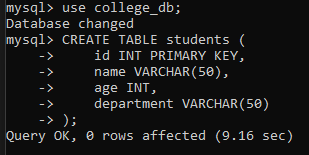 mysql> use college_db;
Database changed
mysql> CREATE TABLE students (
    ->     id INT PRIMARY KEY,
    ->     name VARCHAR(50),
    ->     age INT,
    ->     department VARCHAR(50)
    -> );
Query OK, 0 rows affected (9.16 sec)